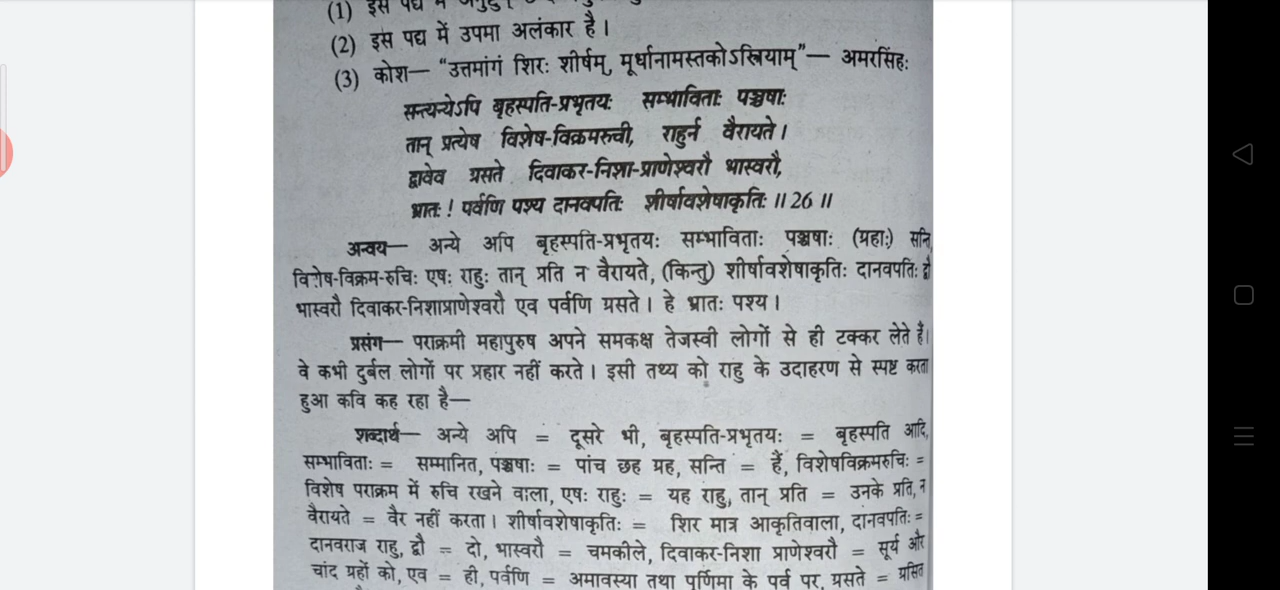 (1) इस पद्य में
(2) इस पद्य में उपमा अलंकार है।
(3) कोश— "उत्तमांगं शिरः शीर्षम्, मूर्धानामस्तकोऽस्त्रियाम्"— अमरसिंहः
सन्त्यन्येऽपि बृहस्पति-प्रभृतयः सम्भाविताः पञ्चषाः
तान् प्रत्येष विशेष-विक्रमरुची, राहुर्न वैरायते।
द्वावेव ग्रसते दिवाकर-निशा-प्राणेश्वरौ भास्वरौ,
भ्रातः! पर्वणि पश्य दानवपतिः शीर्षावशेषाकृतिः॥26॥
अन्वय— अन्ये अपि बृहस्पति-प्रभृतयः सम्भाविताः पञ्चषाः (ग्रहाः) सन्ति,
विशेष-विक्रम-रुचिः एषः राहुः तान् प्रति न वैरायते, (किन्तु) शीर्षावशेषाकृतिः दानवपतिः द्वौ
भास्वरौ दिवाकर-निशाप्राणेश्वरौ एव पर्वणि ग्रसते। हे भ्रातः पश्य।
प्रसंग— पराक्रमी महापुरुष अपने समकक्ष तेजस्वी लोगों से ही टक्कर लेते हैं।
वे कभी दुर्बल लोगों पर प्रहार नहीं करते। इसी तथ्य को राहु के उदाहरण से स्पष्ट करता
हुआ कवि कह रहा है—
शब्दार्थ— अन्ये अपि = दूसरे भी, बृहस्पति-प्रभृतयः = बृहस्पति आदि,
सम्भाविताः = सम्मानित, पञ्चषाः = पांच छह ग्रह, सन्ति = हैं, विशेषविक्रमरुचिः =
विशेष पराक्रम में रुचि रखने वाला, एषः राहुः = यह राहु, तान् प्रति = उनके प्रति, न
वैरायते = वैर नहीं करता। शीर्षावशेषाकृतिः = शिर मात्र आकृतिवाला, दानवपतिः =
दानवराज राहु, द्वौ = दो, भास्वरौ = चमकीले, दिवाकर-निशा प्राणेश्वरौ = सूर्य और
चांद ग्रहों को, एव = ही, पर्वणि = अमावस्या तथा पूर्णिमा के पर्व पर, ग्रसते = ग्रसित